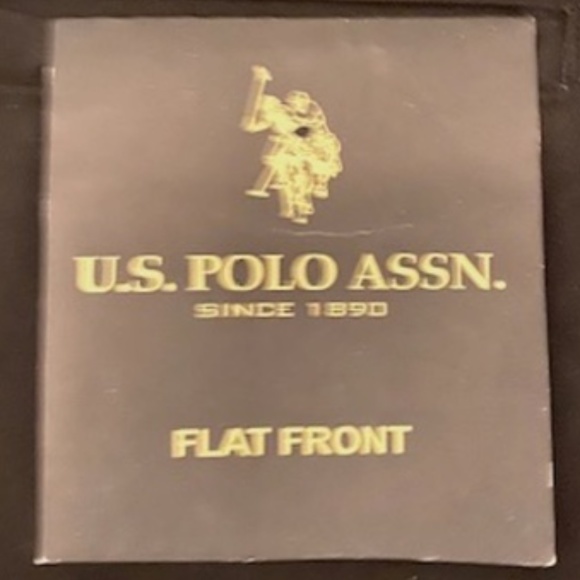 U.S. POLO ASSN.
SINCE 1890
FLAT FRONT